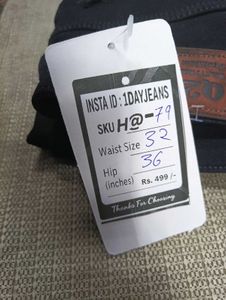 INSTA ID : 1DAYJEANS
SKU H@-79
Waist Size 32
Hip 36
(inches) Rs. 499 /-
Thanks For Choosing